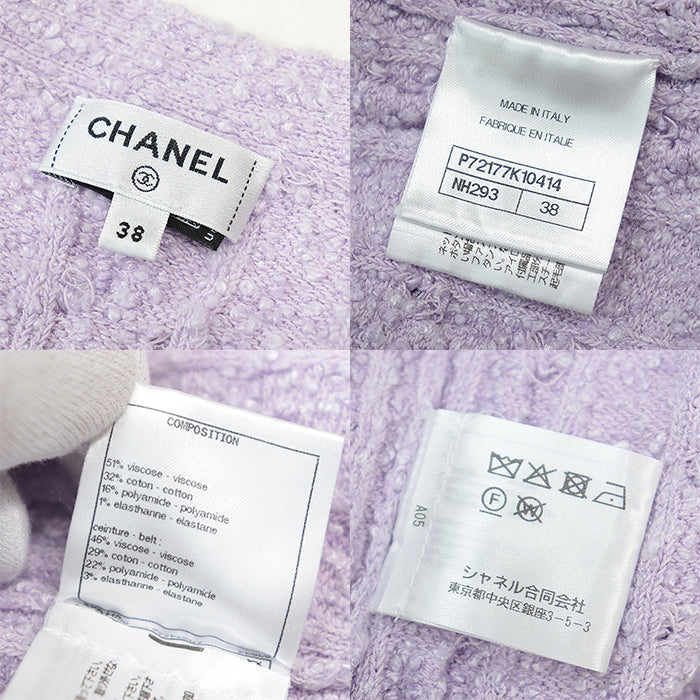 CHANEL
38
MADE IN ITALY
FABRIQUE EN ITALIE
P72177K10414
NH293 38
COMPOSITION
51% viscose - viscose
32% coton - cotton
16% polyamide - polyamide
1% elasthanne - elastane
ceinture - belt :
46% viscose - viscose
29% coton - cotton
22% polyamide - polyamide
3% elasthanne - elastane
A05
F
W
シャネル合同会社
東京都中央区銀座3-5-3